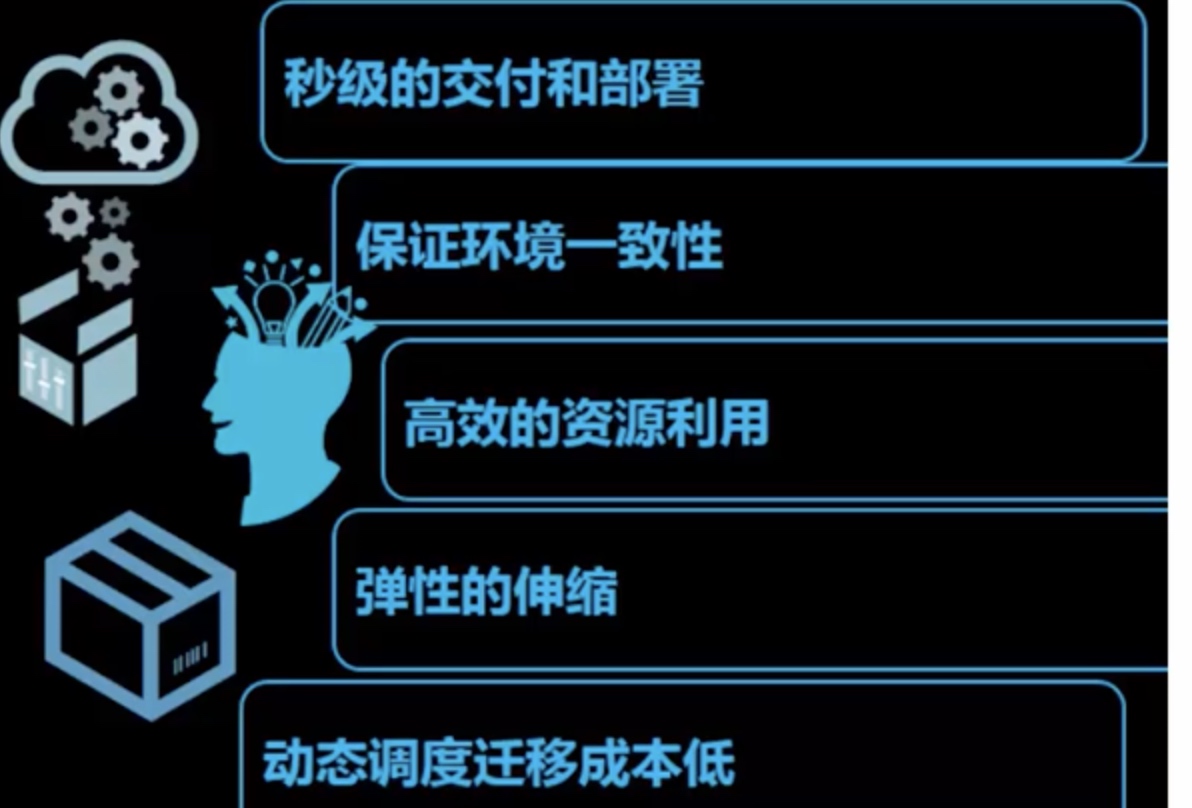 秒级的交付和部署
保证环境一致性
高效的资源利用
弹性的伸缩
动态调度迁移成本低